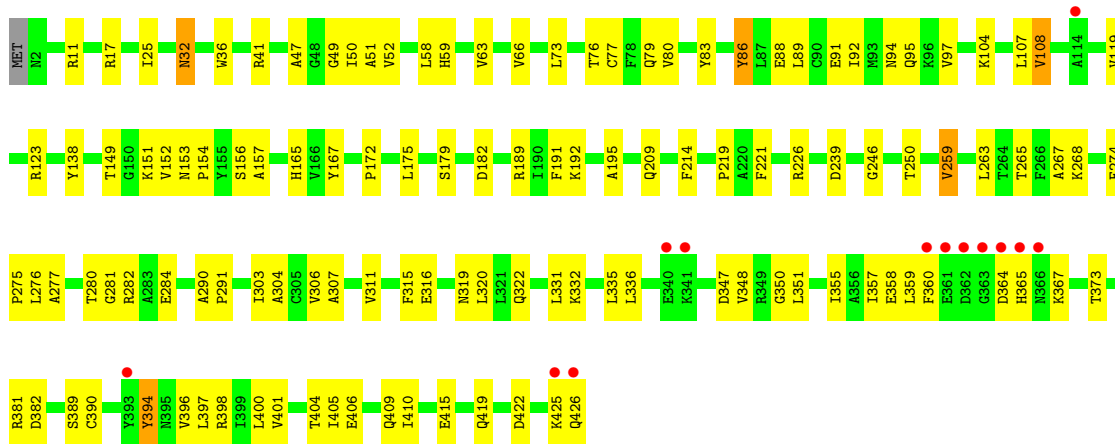 MET N2 R11 R17 I25 N32 W36 R41 A47 G48 G49 I50 A51 V52 L58 H59 V63 V66 L73 T76 C77 F78 Q79 V80 Y83 Y86 L87 E88 L89 C90 E91 I92 M93 N94 Q95 K96 V97 K104 L107 V108 A114 V119
R123 Y138 T149 G150 K151 V152 N153 P154 Y155 S156 A157 H165 V166 Y167 P172 L175 S179 D182 R189 I190 F191 K192 A195 Q209 F214 P219 A220 F221 R226 D239 G246 T250 V259 L263 T264 T265 F266 A267 K268
P275 L276 A277 T280 G281 R282 A283 E284 A290 P291 I303 A304 C305 V306 A307 V311 F315 E316 N319 L320 L321 Q322 L331 K332 L335 L336 E340 K341 D347 V348 R349 G350 L351 I355 A356 I357 E358 L359 F360 E361 D362 G363 D364 H365 N366 K367 T373
R381 D382 S389 C390 Y393 Y394 N395 V396 L397 R398 I399 L400 V401 T404 I405 E406 Q409 I410 E415 Q419 D422 K425 Q426